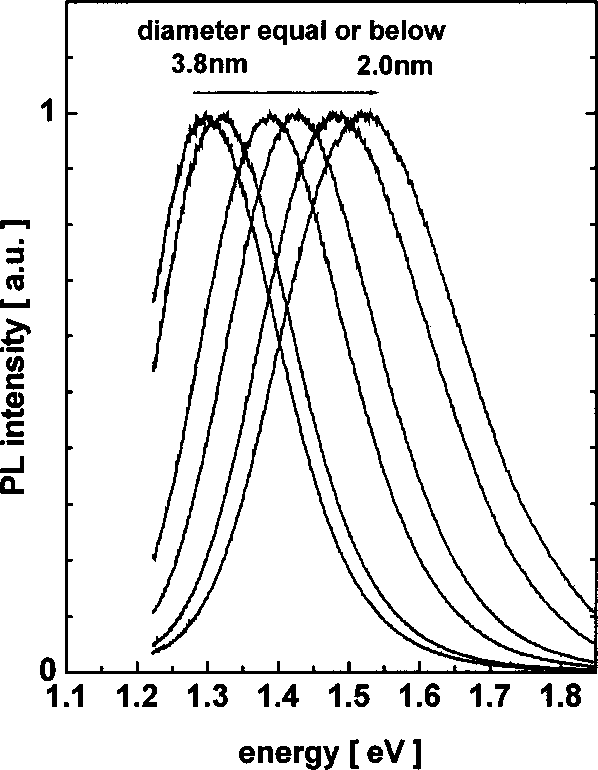 diameter equal or below
3.8nm 2.0nm
1
PL intensity [ a.u. ]
0
1.1 1.2 1.3 1.4 1.5 1.6 1.7 1.8
energy [ eV ]